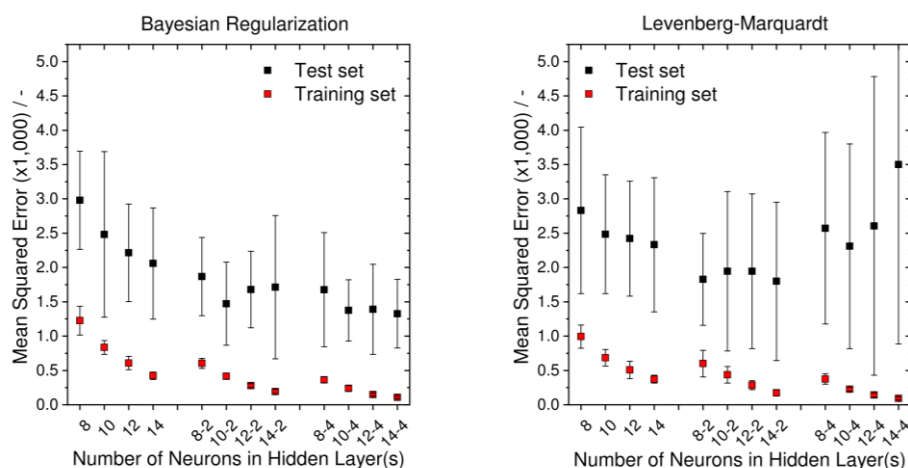 Bayesian Regularization
Mean Squared Error (x1,000) / -
5.0
4.5
4.0
3.5
3.0
2.5
2.0
1.5
1.0
0.5
0.0
Test set
Training set
8 10 12 14 8-2 10-2 12-2 14-2 8-4 10-4 12-4 14-4
Number of Neurons in Hidden Layer(s)
Levenberg-Marquardt
Mean Squared Error (x1,000) / -
5.0
4.5
4.0
3.5
3.0
2.5
2.0
1.5
1.0
0.5
0.0
Test set
Training set
8 10 12 14 8-2 10-2 12-2 14-2 8-4 10-4 12-4 14-4
Number of Neurons in Hidden Layer(s)